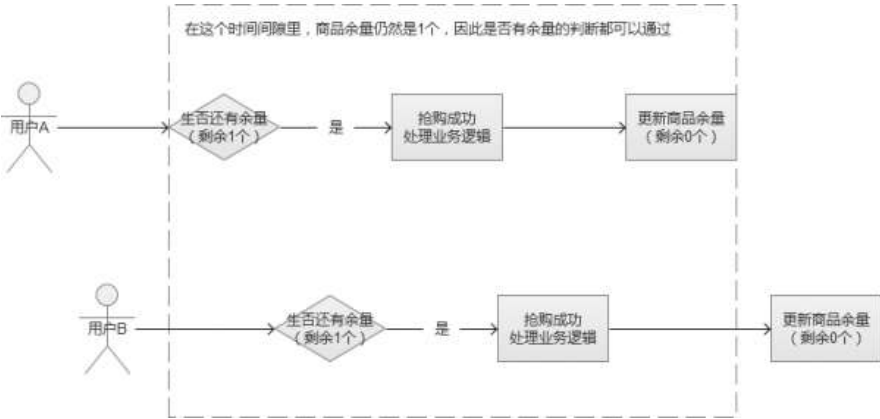 在这个时间间隙里，商品余量仍然是1个，因此是否有余量的判断都可以通过
用户A
生否还有余量
（剩余1个）
是
抢购成功
处理业务逻辑
更新商品余量
（剩余0个）
用户B
生否还有余量
（剩余1个）
是
抢购成功
处理业务逻辑
更新商品余量
（剩余0个）